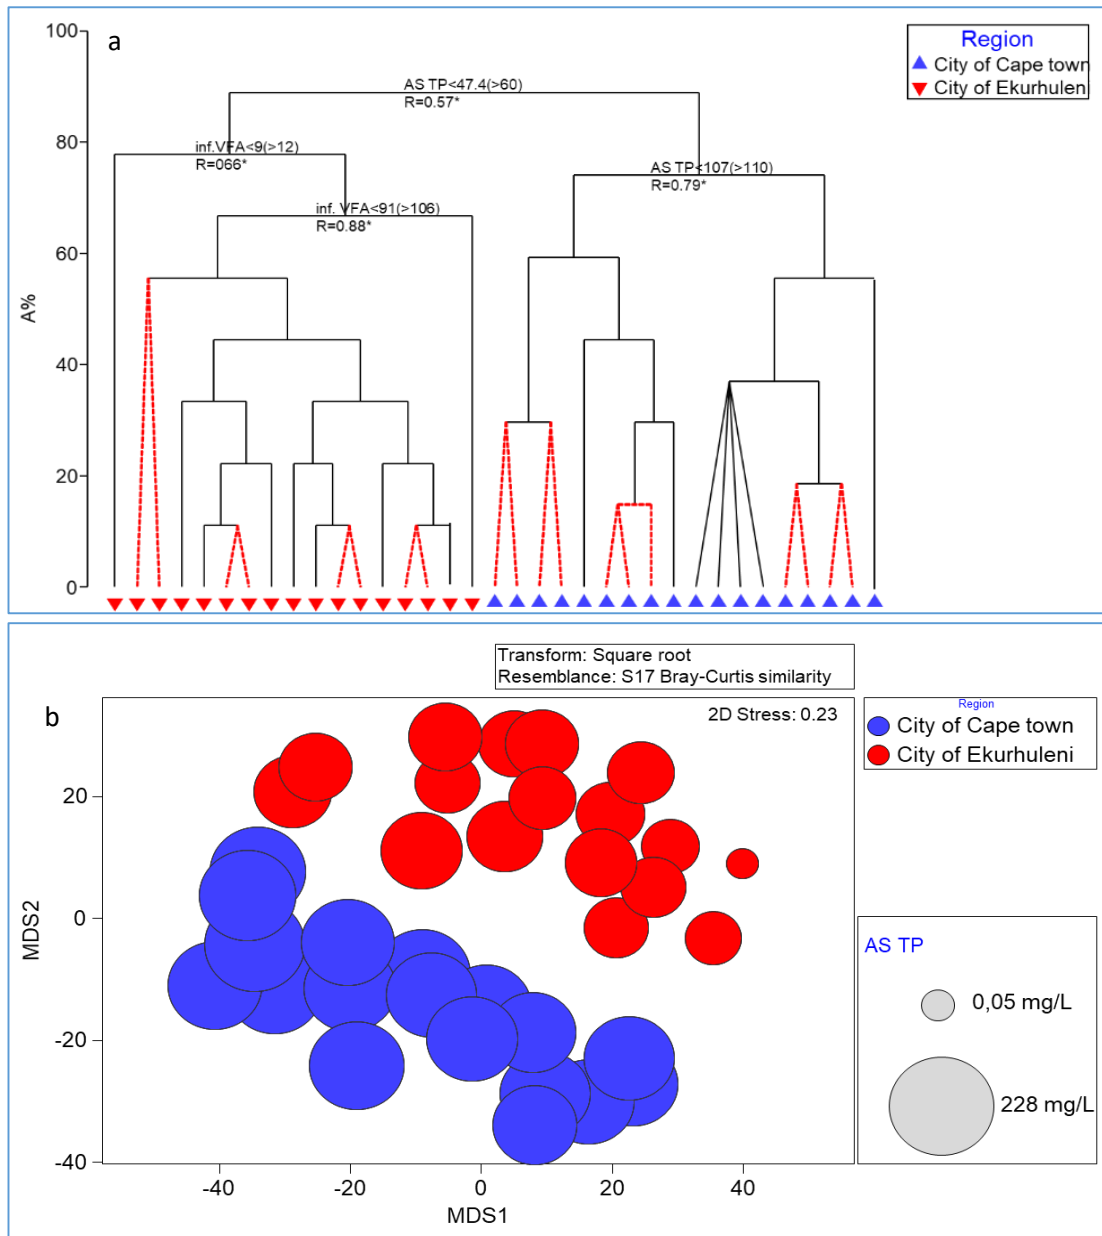 100
a
Region
City of Cape town
City of Ekurhulen
AS TP<47.4(>60)
R=0.57*
80
inf.VFA<9(>12)
R=066*
AS TP<107(>110)
R=0.79*
inf. VFA<91(>106)
R=0.88*
60
A%
40
20
0
Transform: Square root
Resemblance: S17 Bray-Curtis similarity
b
2D Stress: 0.23
Region
City of Cape town
City of Ekurhuleni
20
0
MDS2
-20
-40
AS TP
0,05 mg/L
228 mg/L
-40 -20 0 20 40
MDS1